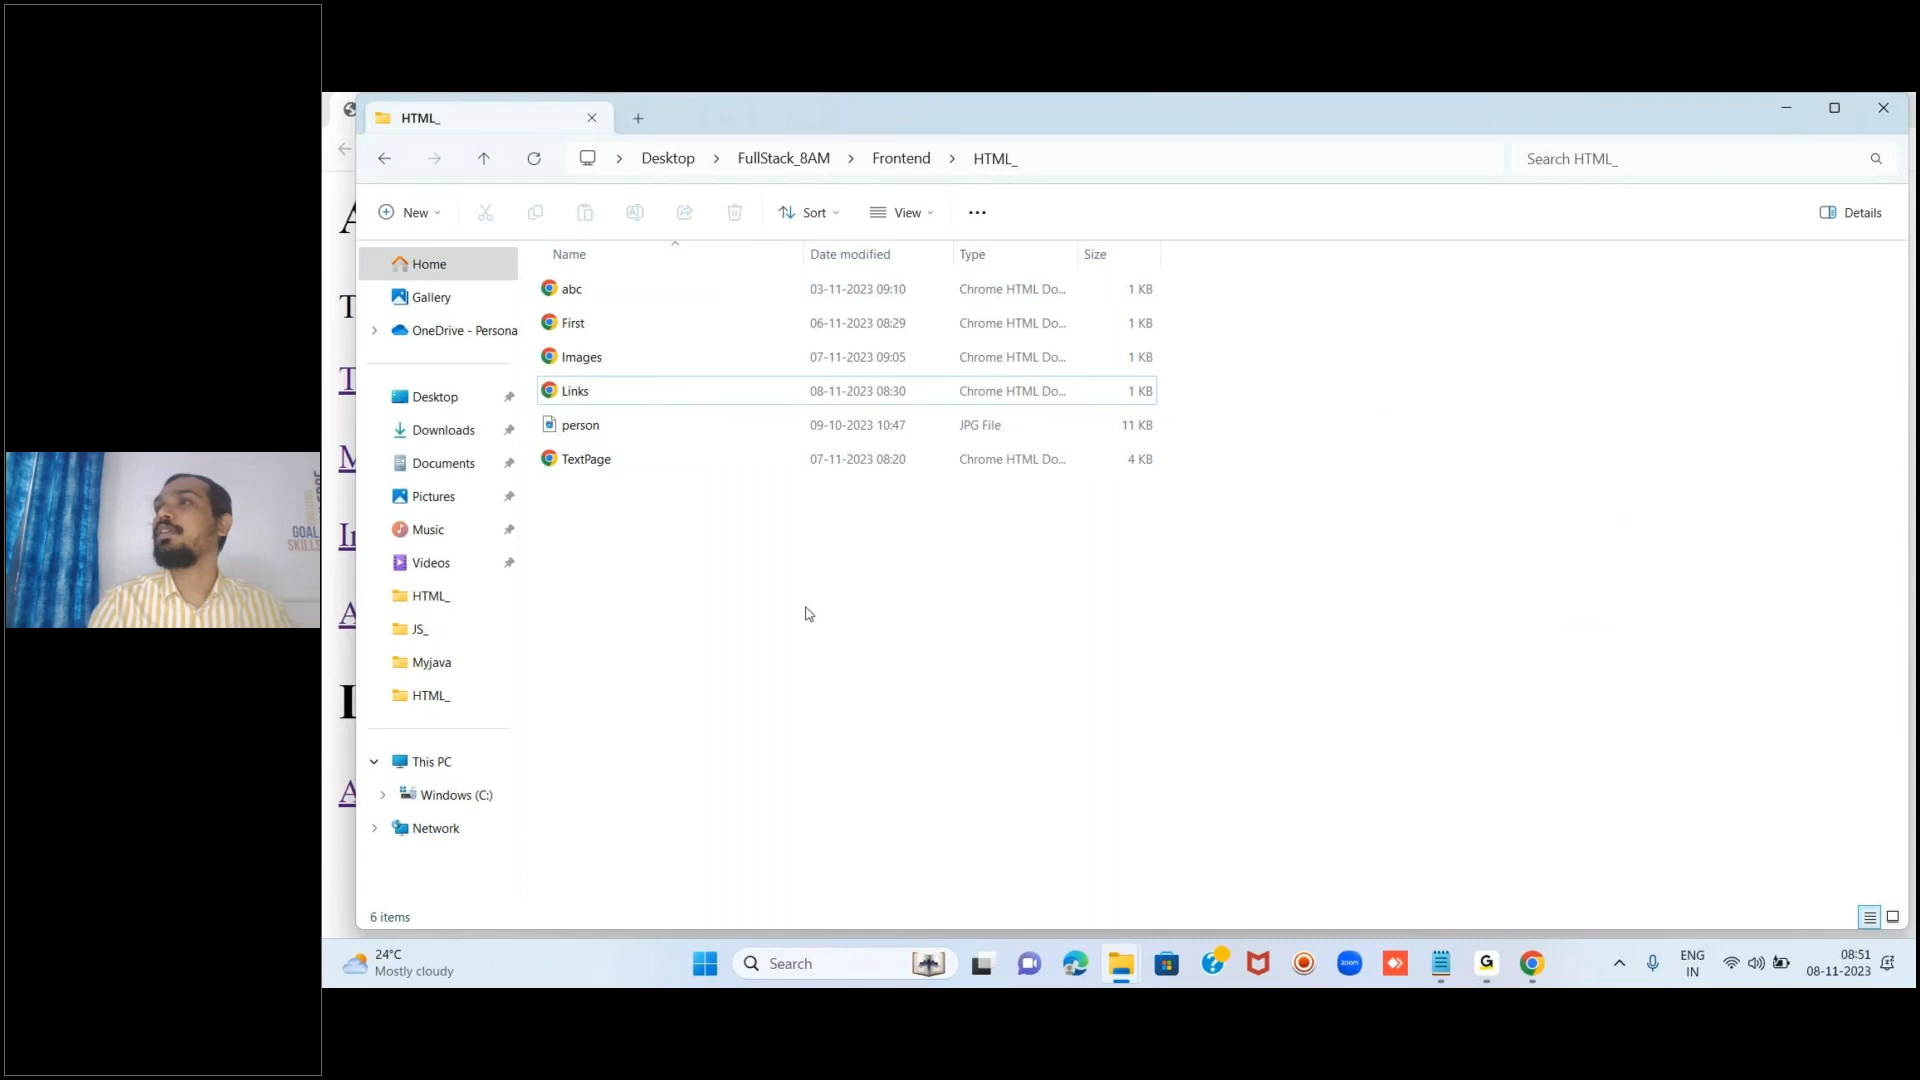 HTML_
Desktop > FullStack_8AM > Frontend > HTML_
Search HTML_
New
Sort
View
Details
Name Date modified Type Size
abc 03-11-2023 09:10 Chrome HTML Do... 1 KB
First 06-11-2023 08:29 Chrome HTML Do... 1 KB
Images 07-11-2023 09:05 Chrome HTML Do... 1 KB
Links 08-11-2023 08:30 Chrome HTML Do... 1 KB
person 09-10-2023 10:47 JPG File 11 KB
TextPage 07-11-2023 08:20 Chrome HTML Do... 4 KB
Home
Gallery
OneDrive - Persona
Desktop
Downloads
Documents
Pictures
Music
Videos
HTML_
JS_
Myjava
HTML_
This PC
Windows (C:)
Network
6 items
A
T
T
M
A
A
GOAL
SKILLS
24°C
Mostly cloudy
Search
zoom
G
ENG
IN
08:51
08-11-2023